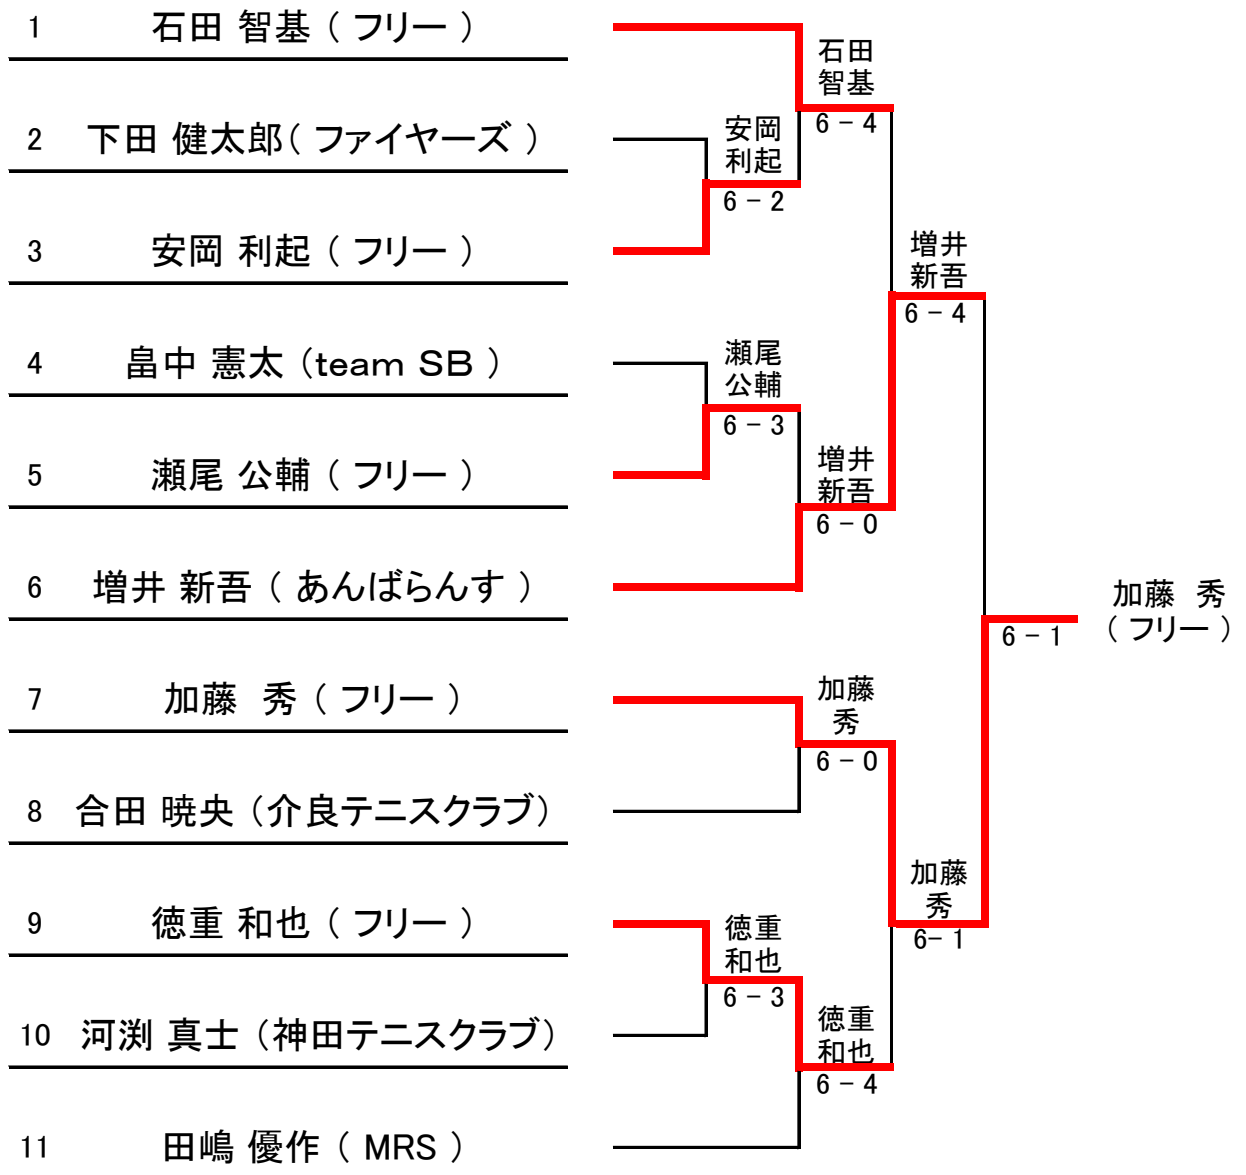 1 石田 智基 ( フリー )
2 下田 健太郎( ファイヤーズ )
3 安岡 利起 ( フリー )
4 畠中 憲太 (team SB )
5 瀬尾 公輔 ( フリー )
6 増井 新吾 ( あんばらんす )
7 加藤 秀 ( フリー )
8 合田 暁央 (介良テニスクラブ)
9 徳重 和也 ( フリー )
10 河渕 真士 (神田テニスクラブ)
11 田嶋 優作 ( MRS )
安岡
利起
6 - 2
瀬尾
公輔
6 - 3
徳重
和也
6 - 3
石田
智基
6 - 4
増井
新吾
6 - 0
加藤
秀
6 - 0
徳重
和也
6 - 4
増井
新吾
6 - 4
加藤
秀
6- 1
6 - 1
加藤 秀
( フリー )